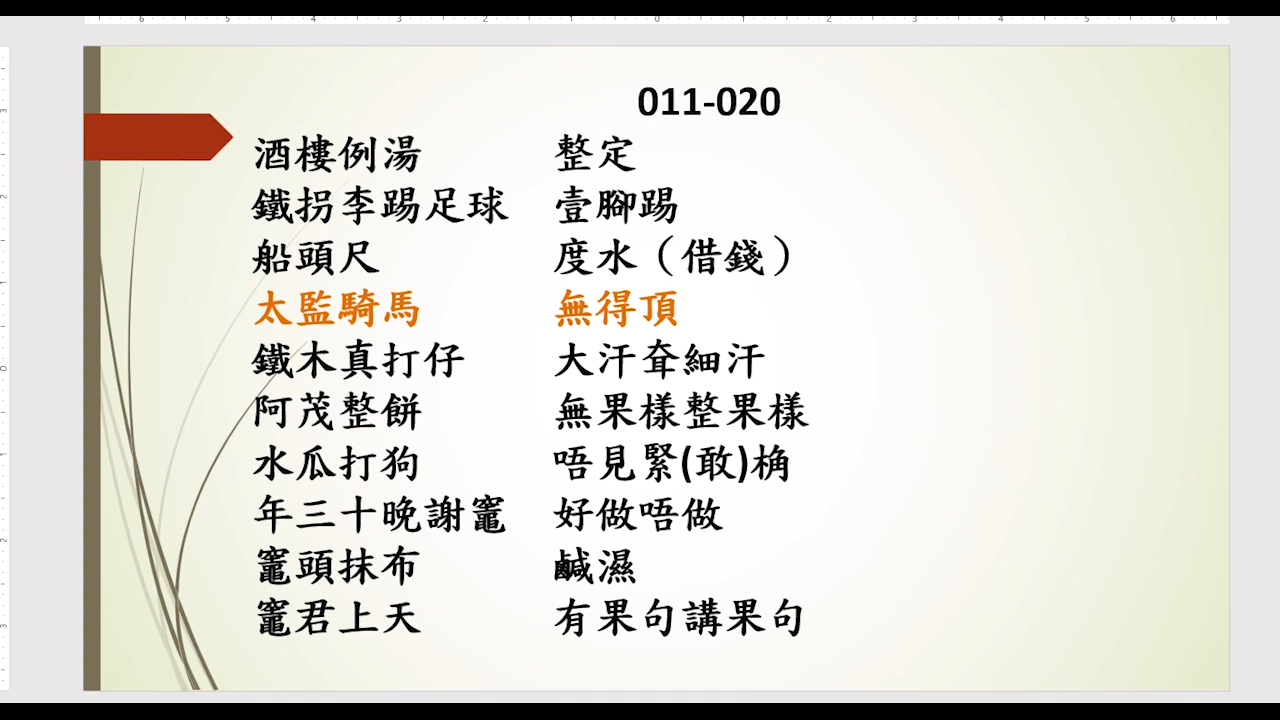 011-020
酒樓例湯 整定
鐵拐李踢足球 壹腳踢
船頭尺 度水（借錢）
太監騎馬 無得頂
鐵木真打仔 大汗耷細汗
阿茂整餅 無果樣整果樣
水瓜打狗 唔見緊(敢)桷
年三十晚謝竈 好做唔做
竈頭抹布 鹹濕
竈君上天 有果句講果句